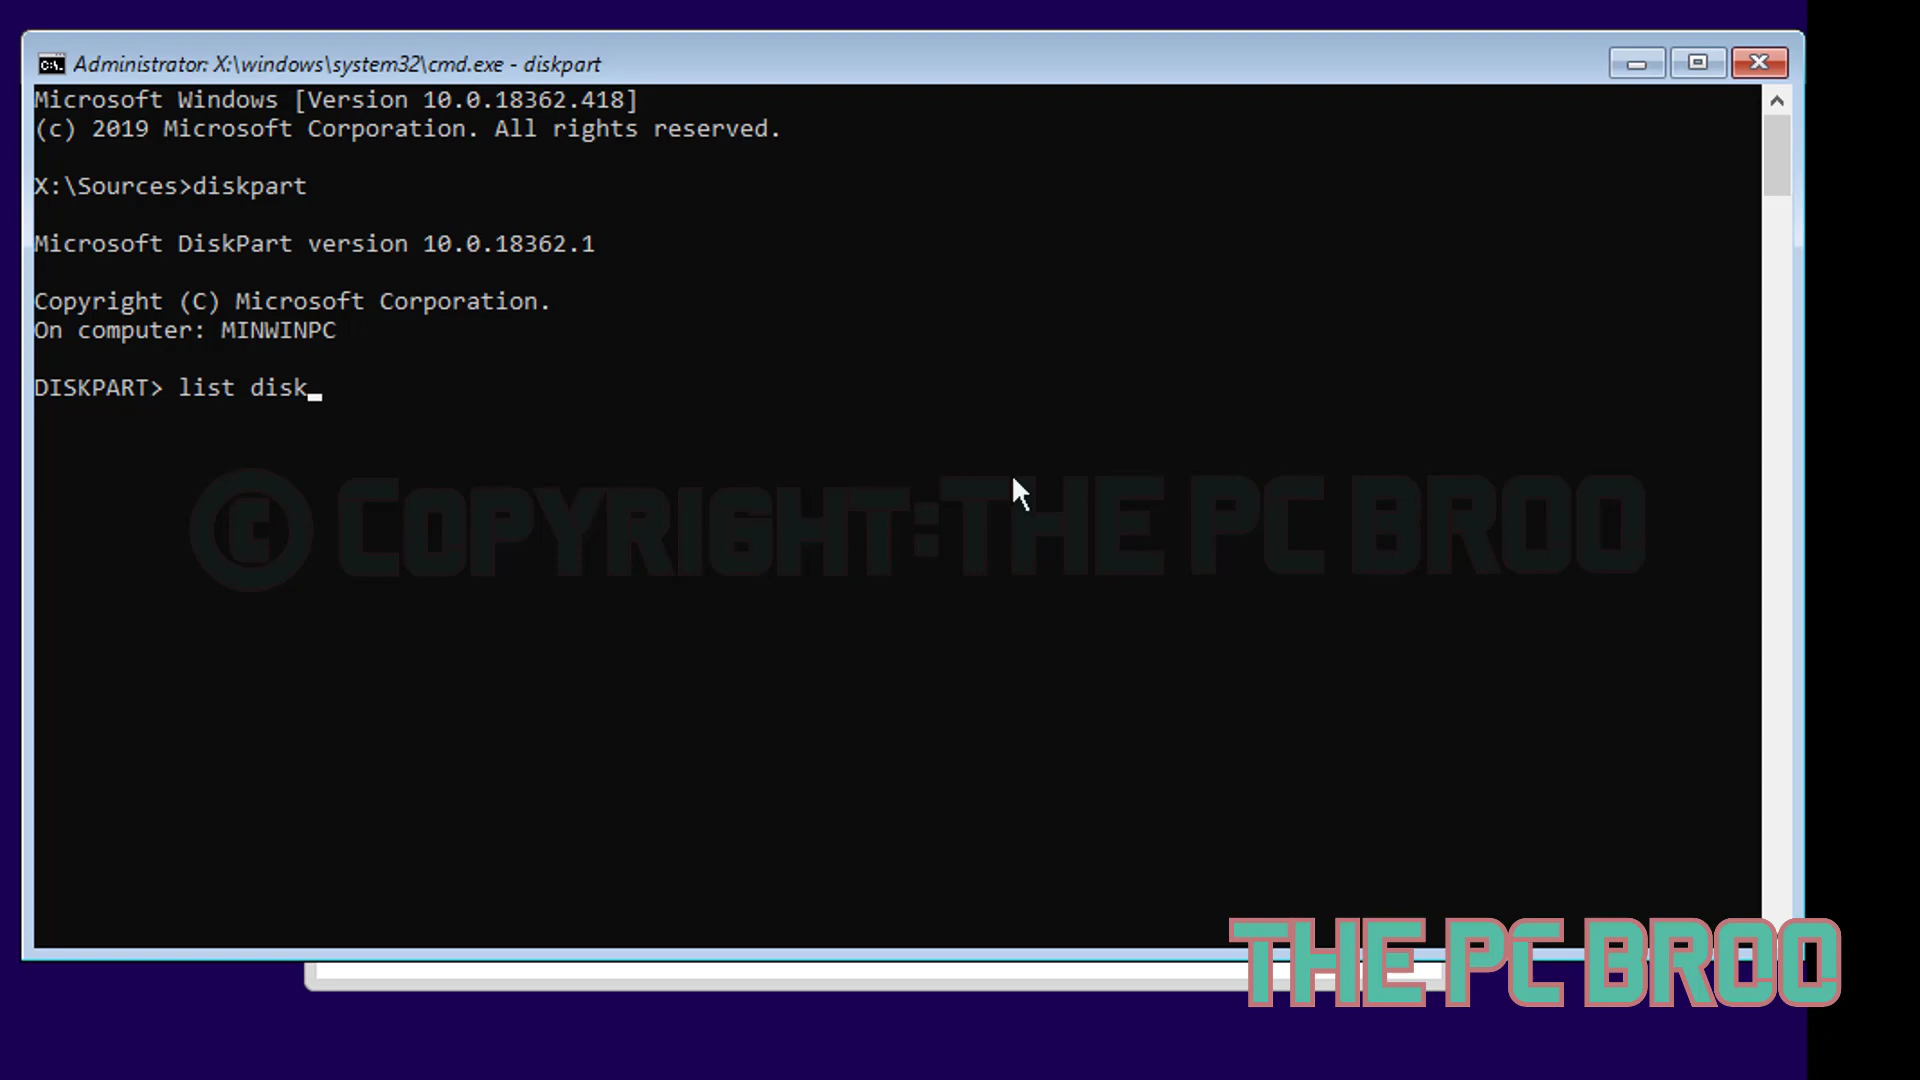 Administrator: X:\windows\system32\cmd.exe - diskpart
Microsoft Windows [Version 10.0.18362.418]
(c) 2019 Microsoft Corporation. All rights reserved.
X:\Sources>diskpart
Microsoft DiskPart version 10.0.18362.1
Copyright (C) Microsoft Corporation.
On computer: MINWINPC
DISKPART> list disk
© COPYRIGHT:THE PC BROO
THE PC BROO